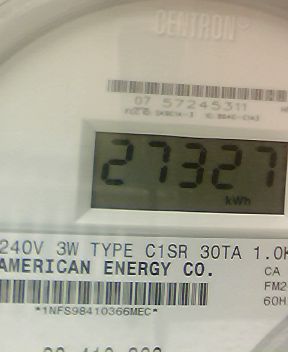 CENTRON®
07 57245311
27327
kWh
240V 3W TYPE C1SR 30TA 1.0K
AMERICAN ENERGY CO.
CA
FM2
60H
*1NFS98410366MEC*